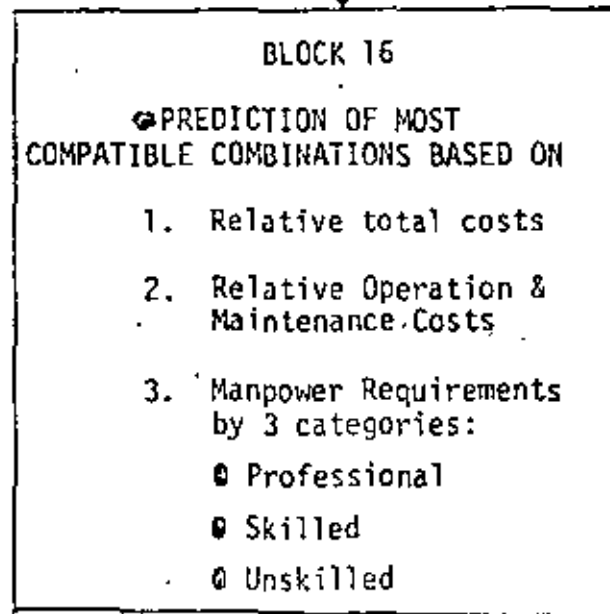 BLOCK 16
PREDICTION OF MOST
COMPATIBLE COMBINATIONS BASED ON
1. Relative total costs
2. Relative Operation &
Maintenance Costs
3. Manpower Requirements
by 3 categories:
Professional
Skilled
Unskilled